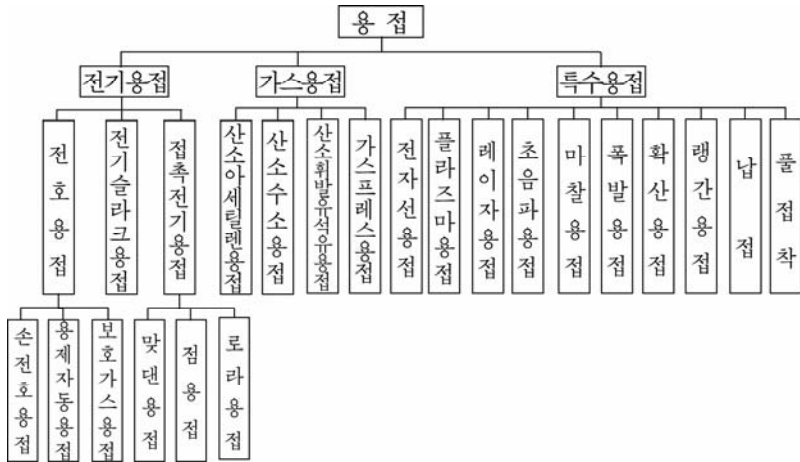 용 접
전기용접
가스용접
특수용접
전호용접
전기슬라크용접
접촉전기용접
산소아세틸렌용접
산소수소용접
산소휘발유석유용접
가스프레스용접
전자선용접
플라즈마용접
레이자용접
초음파용접
마찰용접
폭발용접
확산용접
랭간용접
납접
풀접착
손전호용접
용제자동용접
보호가스용접
맞댄용접
점용접
로라용접